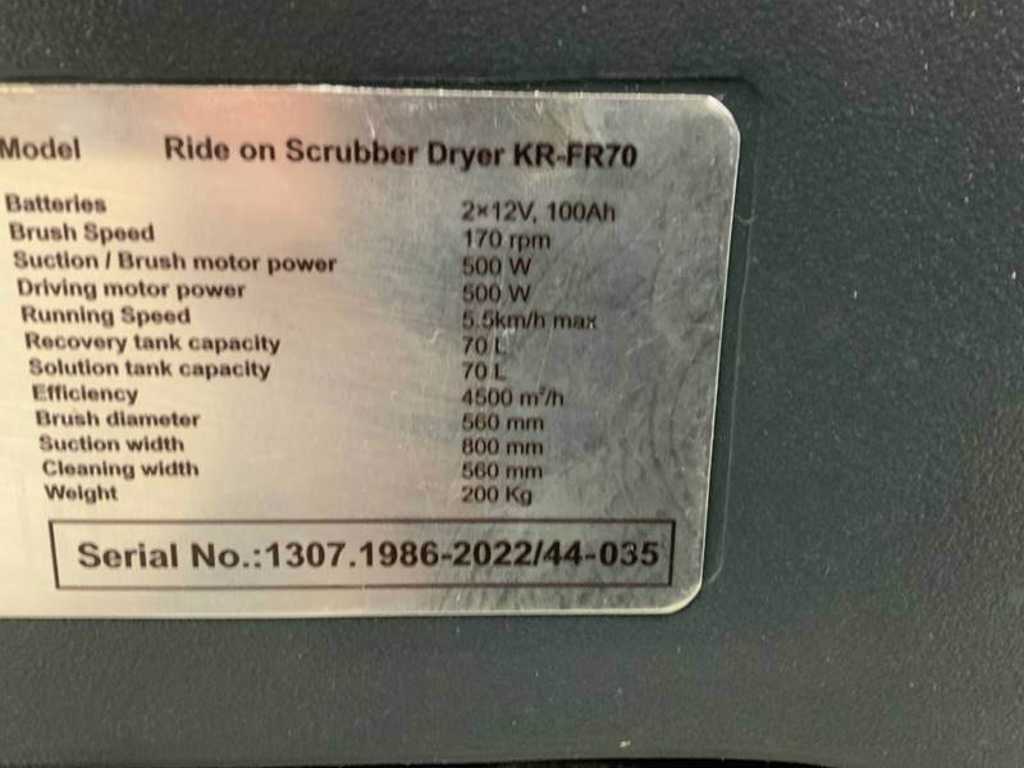 Model Ride on Scrubber Dryer KR-FR70
Batteries 2×12V, 100Ah
Brush Speed 170 rpm
Suction / Brush motor power 500 W
Driving motor power 500 W
Running Speed 5.5km/h max
Recovery tank capacity 70 L
Solution tank capacity 70 L
Efficiency 4500 m²/h
Brush diameter 560 mm
Suction width 800 mm
Cleaning width 560 mm
Weight 200 Kg
Serial No.:1307.1986-2022/44-035